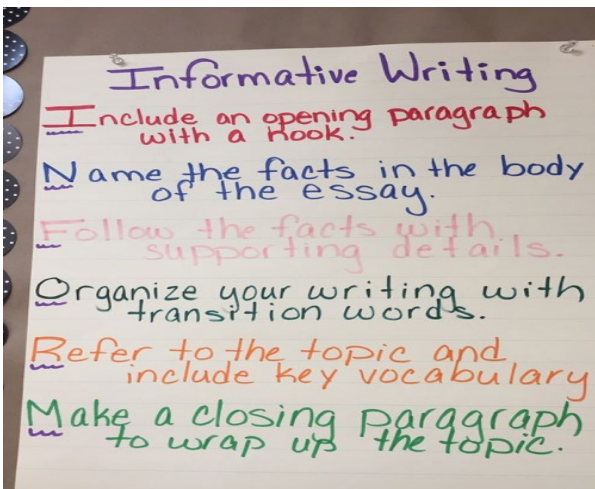 Informative Writing
Include an opening paragraph
with a hook.
Name the facts in the body
of the essay.
Follow the facts with
supporting details.
Organize your writing with
transition words.
Refer to the topic and
include key vocabulary
Make a closing paragraph
to wrap up the topic.